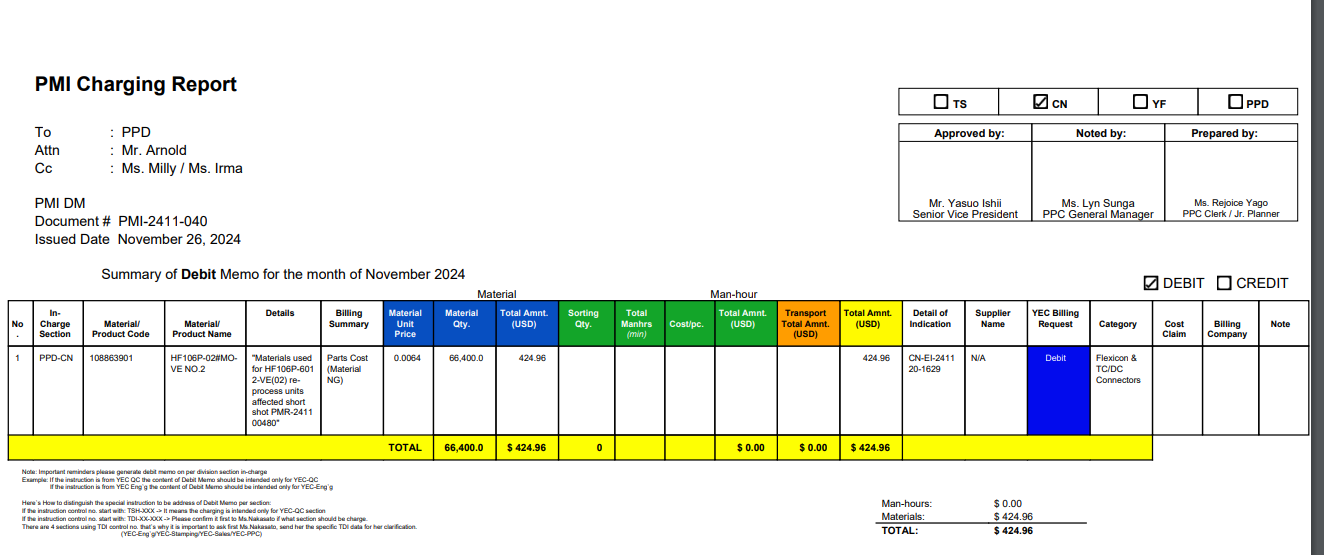 PMI Charging Report
TS CN YF PPD
Approved by: Noted by: Prepared by:
To : PPD
Attn : Mr. Arnold
Cc : Ms. Milly / Ms. Irma
Mr. Yasuo Ishii
Senior Vice President
Ms. Lyn Sunga
PPC General Manager
Ms. Rejoice Yago
PPC Clerk / Jr. Planner
PMI DM
Document # PMI-2411-040
Issued Date November 26, 2024
Summary of Debit Memo for the month of November 2024
DEBIT CREDIT
Material Man-hour
No
.
In-
Charge
Section
Material/
Product Code
Material/
Product Name
Details
Billing
Summary
Material
Unit
Price
Material
Qty.
Total Amnt.
(USD)
Sorting
Qty.
Total
Manhrs
(min)
Cost/pc.
Total Amnt.
(USD)
Transport
Total Amnt.
(USD)
Total Amnt.
(USD)
Detail of
Indication
Supplier
Name
YEC Billing
Request
Category
Cost
Claim
Billing
Company
Note
1
PPD-CN
108863901
HF106P-02#MO-
VE NO.2
"Materials used
for HF106P-601
2-VE(02) re-
process units
affected short
shot PMR-2411
00480"
Parts Cost
(Material
NG)
0.0064
66,400.0
424.96
424.96
CN-EI-2411
20-1629
N/A
Debit
Flexicon &
TC/DC
Connectors
TOTAL 66,400.0 $ 424.96 0 $ 0.00 $ 0.00 $ 424.96
Note: Important reminders please generate debit memo on per division section in-charge
Example: If the instruction is from YEC QC the content of Debit Memo should be intended only for YEC-QC
If the instruction is from YEC Eng`g the content of Debit Memo should be intended only for YEC-Eng`g
Here`s How to distinguish the special instruction to be address of Debit Memo per section:
If the instruction control no. start with: TSH-XXX -> It means the charging is intended only for YEC-QC section
If the instruction control no. start with: TDI-XX-XXX -> Please confirm it first to Ms.Nakasato if what section should be charge.
There are 4 sections using TDI control no. that`s why it is important to ask first Ms.Nakasato, send her the specific TDI data for her clarification.
(YEC-Eng`g/YEC-Stamping/YEC-Sales/YEC-PPC)
Man-hours: $ 0.00
Materials: $ 424.96
TOTAL: $ 424.96